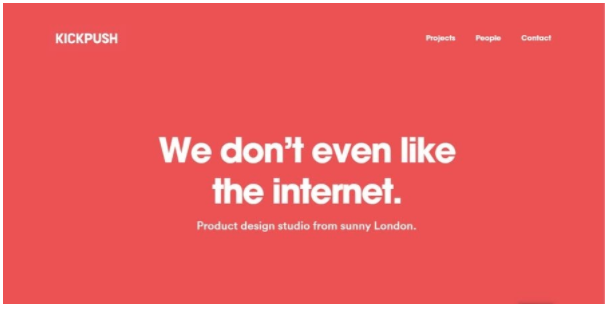 KICKPUSH
Projects People Contact
We don't even like
the internet.
Product design studio from sunny London.